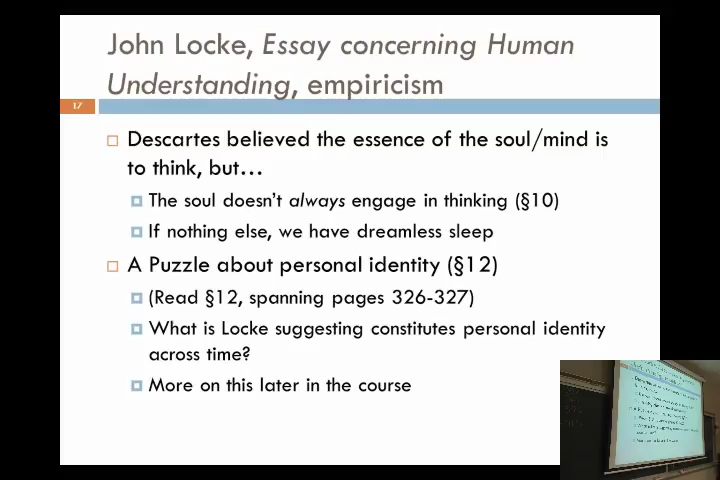 John Locke, Essay concerning Human
Understanding, empiricism
17
Descartes believed the essence of the soul/mind is
to think, but…
The soul doesn't always engage in thinking (§10)
If nothing else, we have dreamless sleep
A Puzzle about personal identity (§12)
(Read §12, spanning pages 326-327)
What is Locke suggesting constitutes personal identity
across time?
More on this later in the course